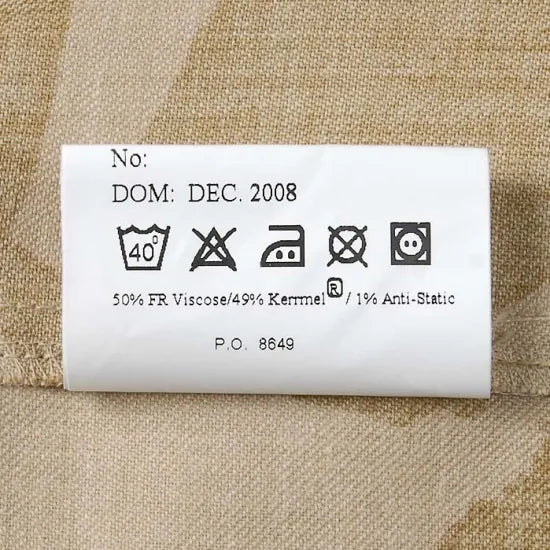 No:
DOM: DEC. 2008
40°
50% FR Viscose/49% Kermel® / 1% Anti-Static
P.O. 8649